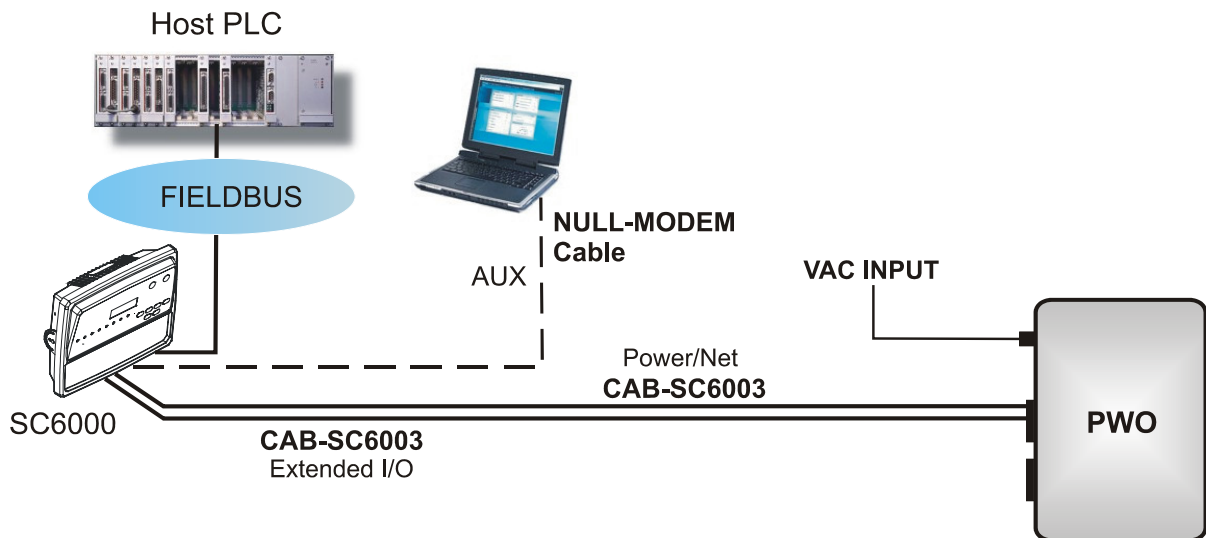 Host PLC
FIELDBUS
NULL-MODEM
Cable
AUX
VAC INPUT
Power/Net
CAB-SC6003
PWO
SC6000
CAB-SC6003
Extended I/O